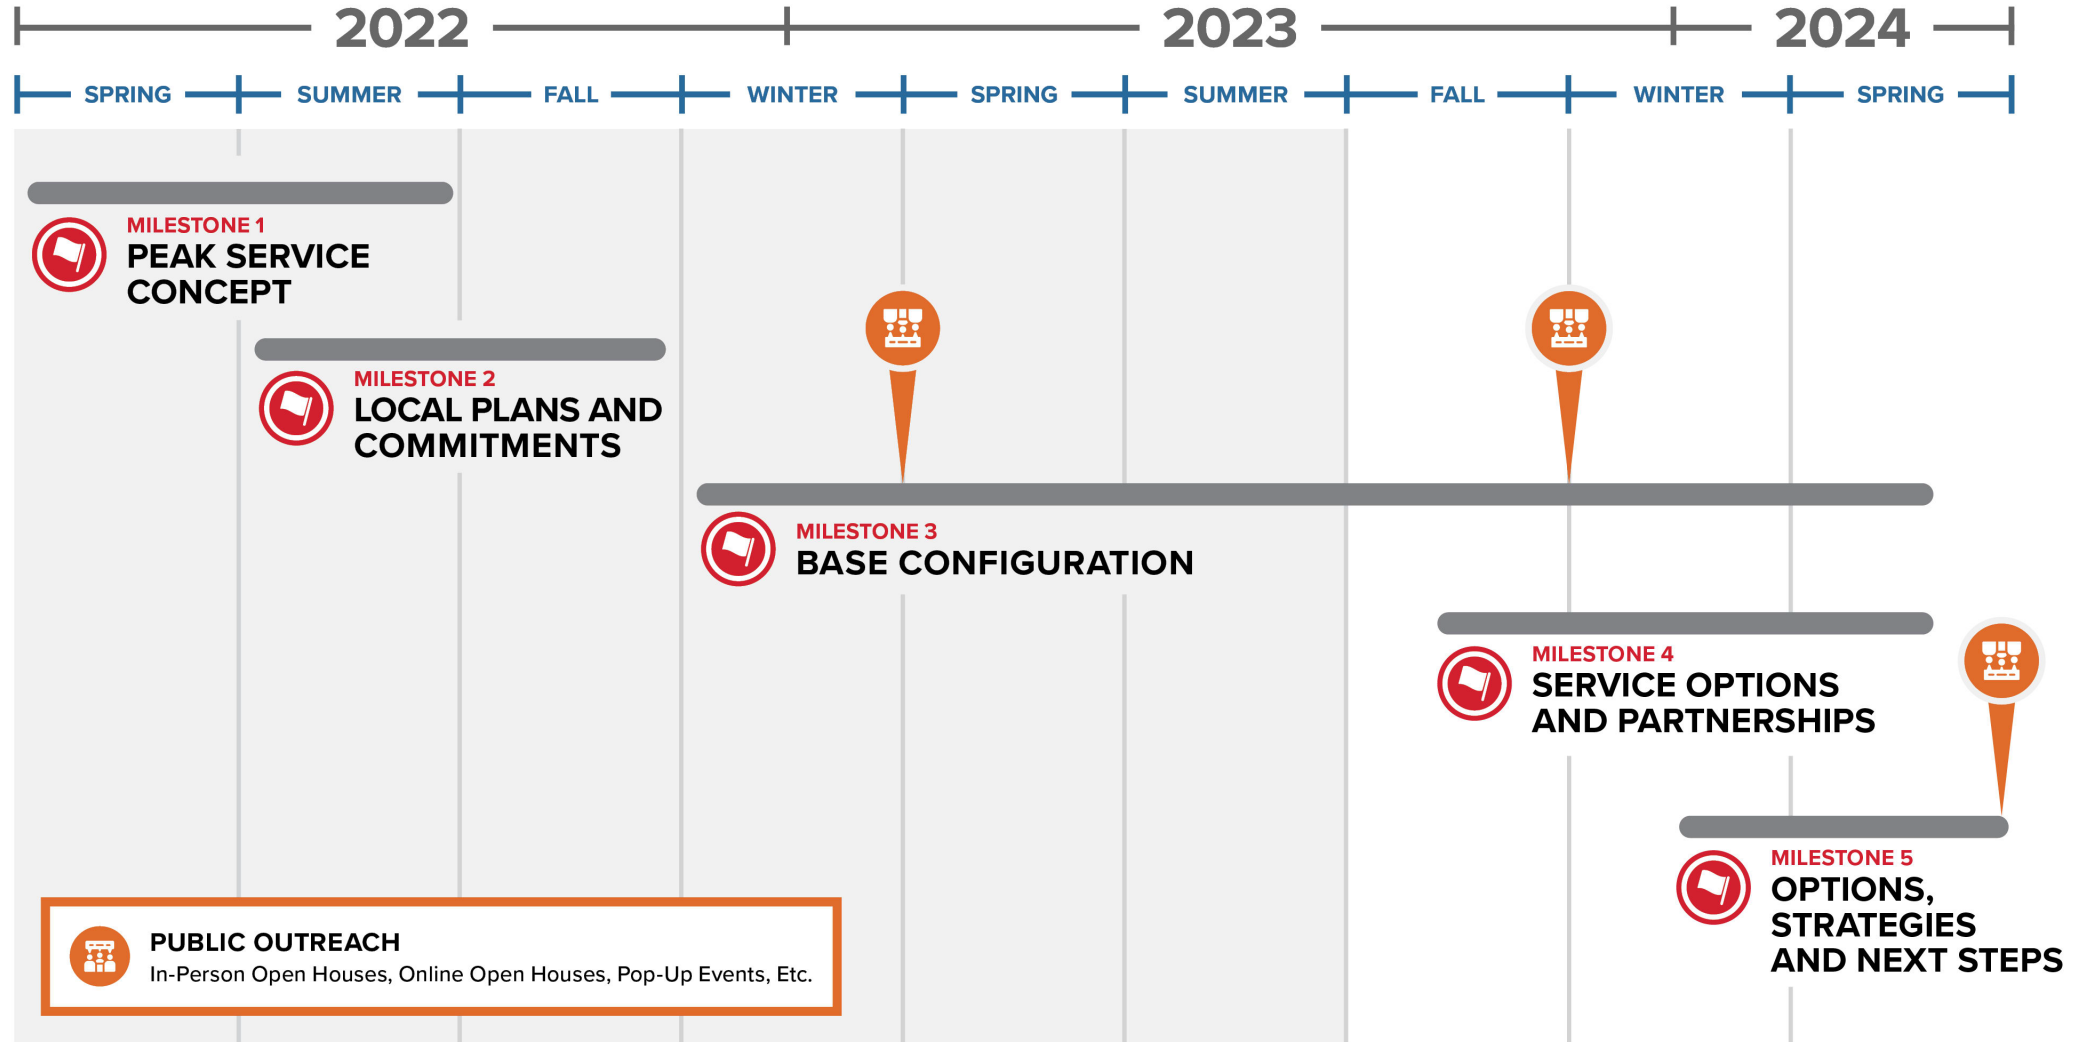 2022 2023 2024
SPRING SUMMER FALL WINTER SPRING SUMMER FALL WINTER SPRING
MILESTONE 1
PEAK SERVICE
CONCEPT
MILESTONE 2
LOCAL PLANS AND
COMMITMENTS
MILESTONE 3
BASE CONFIGURATION
MILESTONE 4
SERVICE OPTIONS
AND PARTNERSHIPS
MILESTONE 5
OPTIONS,
STRATEGIES
AND NEXT STEPS
PUBLIC OUTREACH
In-Person Open Houses, Online Open Houses, Pop-Up Events, Etc.